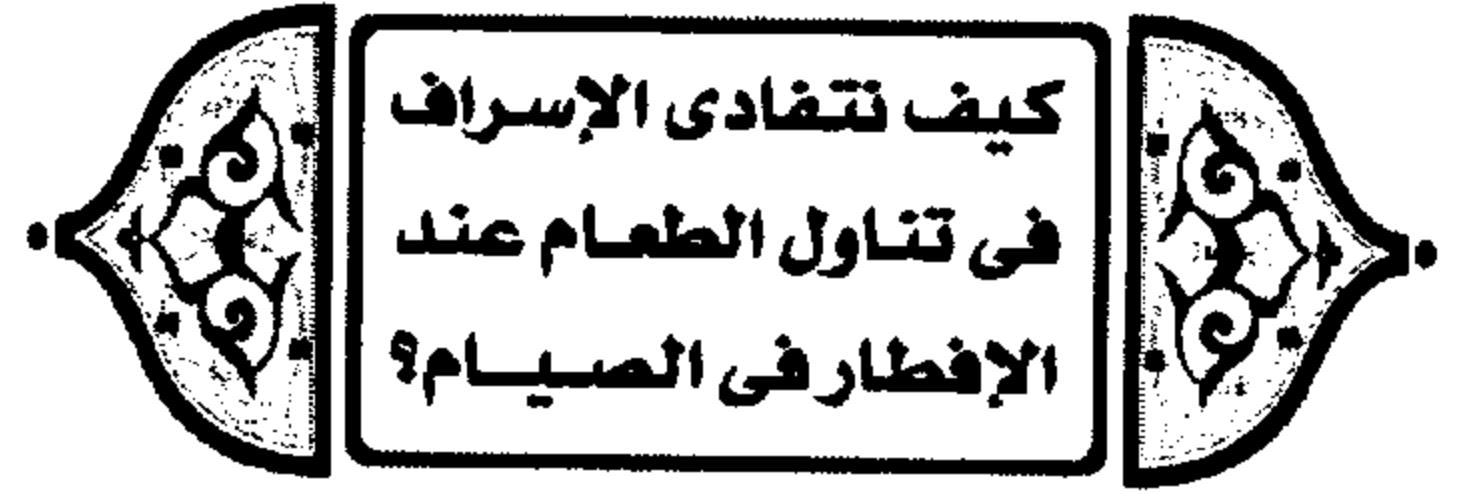 كيف نتفادى الإسراف
فى تناول الطعام عند
الإفطار فى الصيام؟